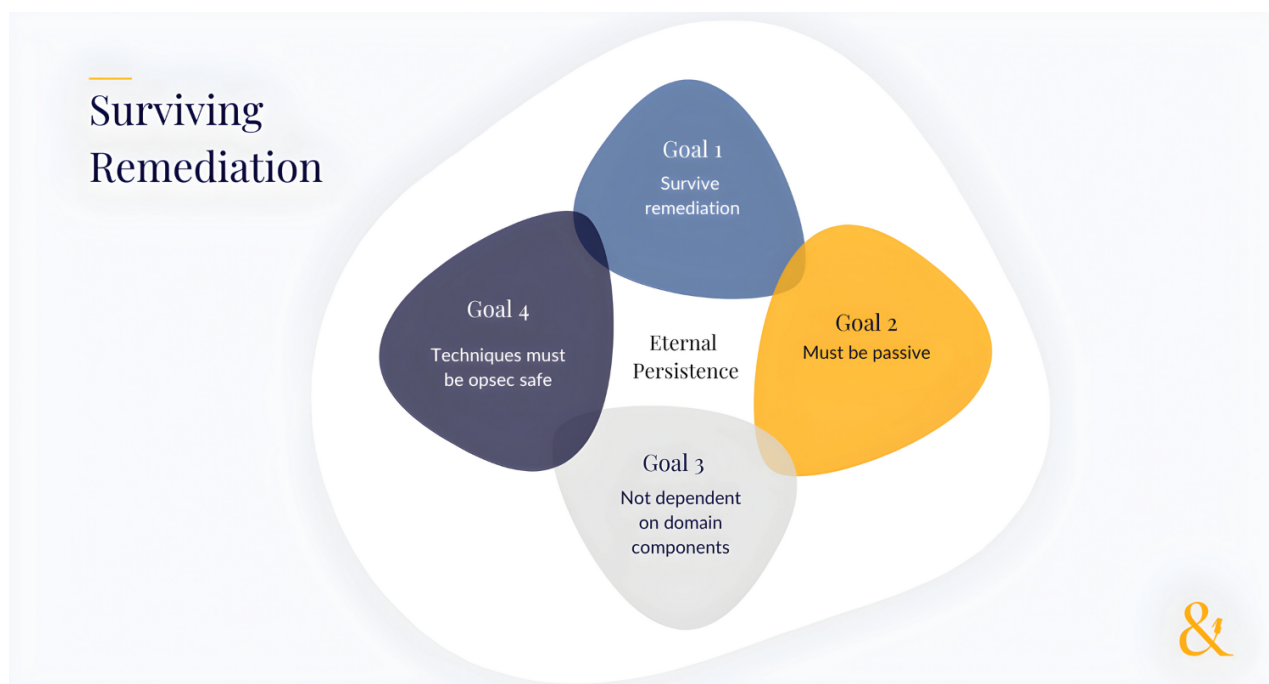 Surviving
Remediation
Goal 1
Survive
remediation
Goal 2
Must be passive
Goal 3
Not dependent
on domain
components
Goal 4
Techniques must
be opsec safe
Eternal
Persistence
&